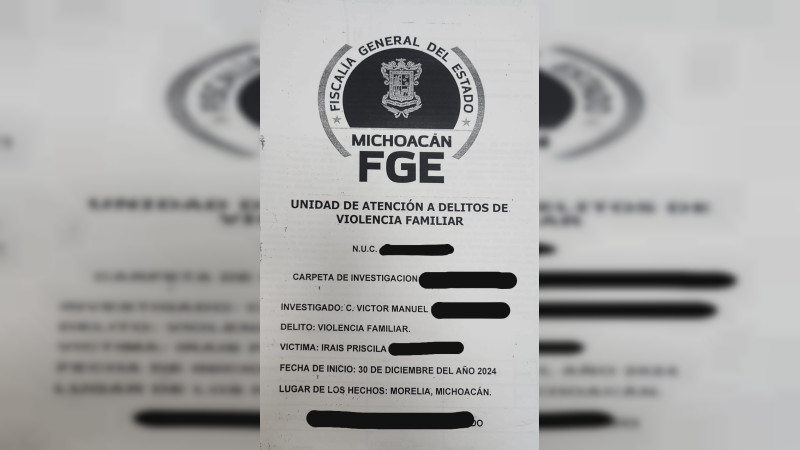 FISCALÍA GENERAL DEL ESTADO
MICHOACÁN
FGE
UNIDAD DE ATENCIÓN A DELITOS DE
VIOLENCIA FAMILIAR
N.U.C.
CARPETA DE INVESTIGACION
INVESTIGADO: C. VICTOR MANUEL
DELITO: VIOLENCIA FAMILIAR.
VICTIMA: IRAIS PRISCILA
FECHA DE INICIO: 30 DE DICIEMBRE DEL AÑO 2024
LUGAR DE LOS HECHOS: MORELIA, MICHOACÁN.